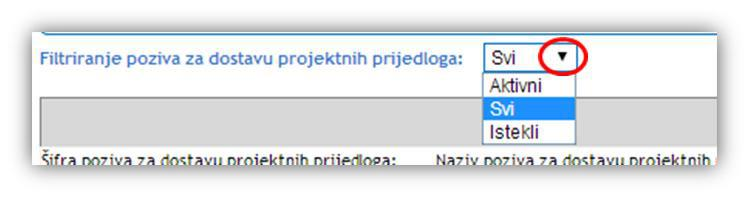 Filtriranje poziva za dostavu projektnih prijedloga: Svi
Aktivni
Svi
Istekli
Šifra poziva za dostavu projektnih prijedloga: Naziv poziva za dostavu projektnih